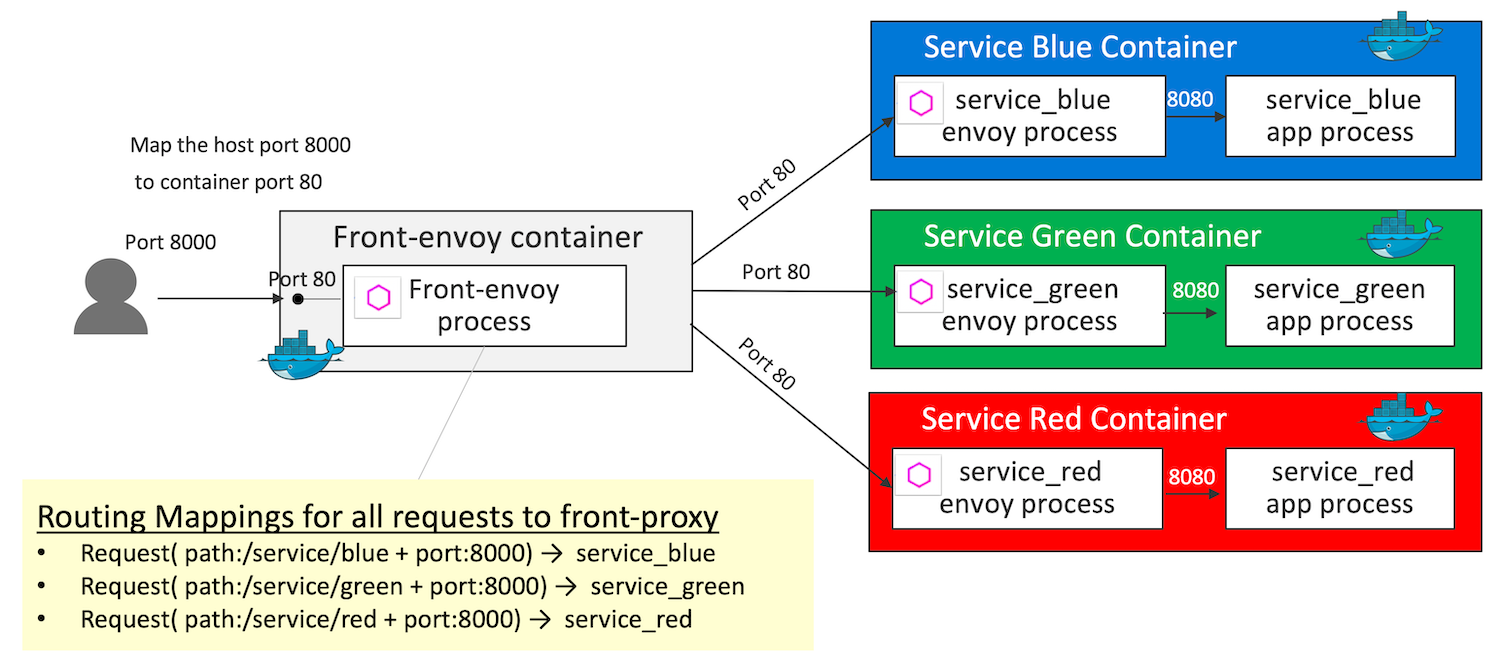 Map the host port 8000
to container port 80
Port 8000
Port 80
Front-envoy container
Front-envoy
process
Port 80
Port 80
Port 80
Service Blue Container
service_blue
envoy process
8080
service_blue
app process
Service Green Container
service_green
envoy process
8080
service_green
app process
Service Red Container
service_red
envoy process
8080
service_red
app process
Routing Mappings for all requests to front-proxy
• Request( path:/service/blue + port:8000) → service_blue
• Request( path:/service/green + port:8000) → service_green
• Request( path:/service/red + port:8000) → service_red